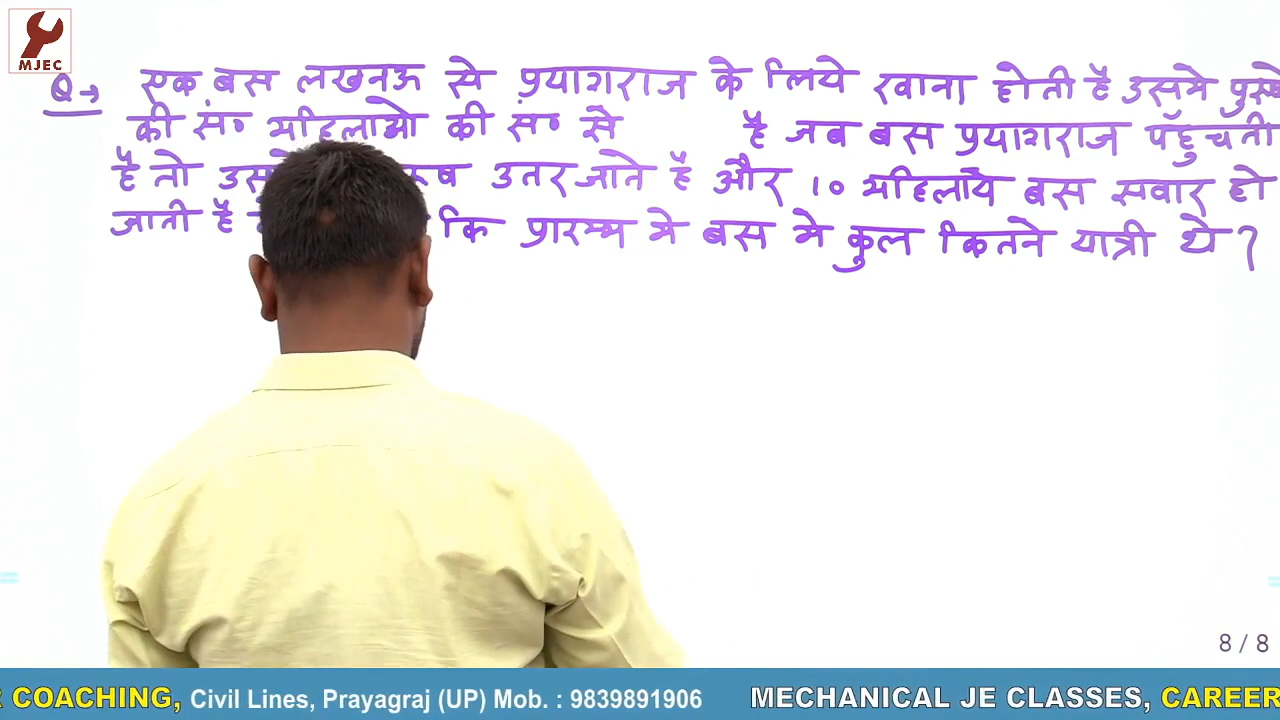 MJEC
Q→ एक बस लखनऊ से प्रयागराज के लिये रवाना होती है उसमे
की सं० महिलाओ की सं० से है जब बस प्रयागराज पहुँचती
है तो उतर जाते है और 10 महिलाये बस सवार हो
जाती है कि प्रारम्भ मे बस मे कुल कितने यात्री थे ?
8 / 8
COACHING, Civil Lines, Prayagraj (UP) Mob. : 9839891906 MECHANICAL JE CLASSES, CAREER